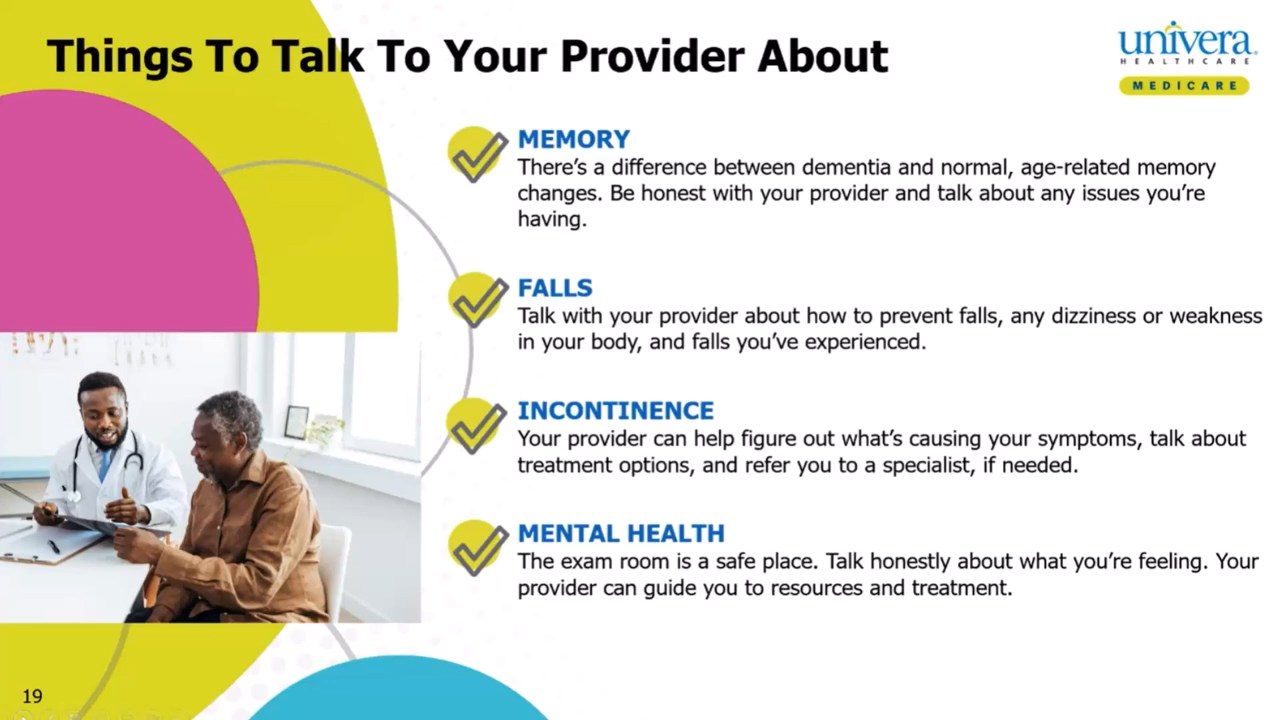 Things To Talk To Your Provider About
univera
HEALTHCARE
MEDICARE
MEMORY
There's a difference between dementia and normal, age-related memory
changes. Be honest with your provider and talk about any issues you're
having.
FALLS
Talk with your provider about how to prevent falls, any dizziness or weakness
in your body, and falls you've experienced.
INCONTINENCE
Your provider can help figure out what's causing your symptoms, talk about
treatment options, and refer you to a specialist, if needed.
MENTAL HEALTH
The exam room is a safe place. Talk honestly about what you're feeling. Your
provider can guide you to resources and treatment.
19